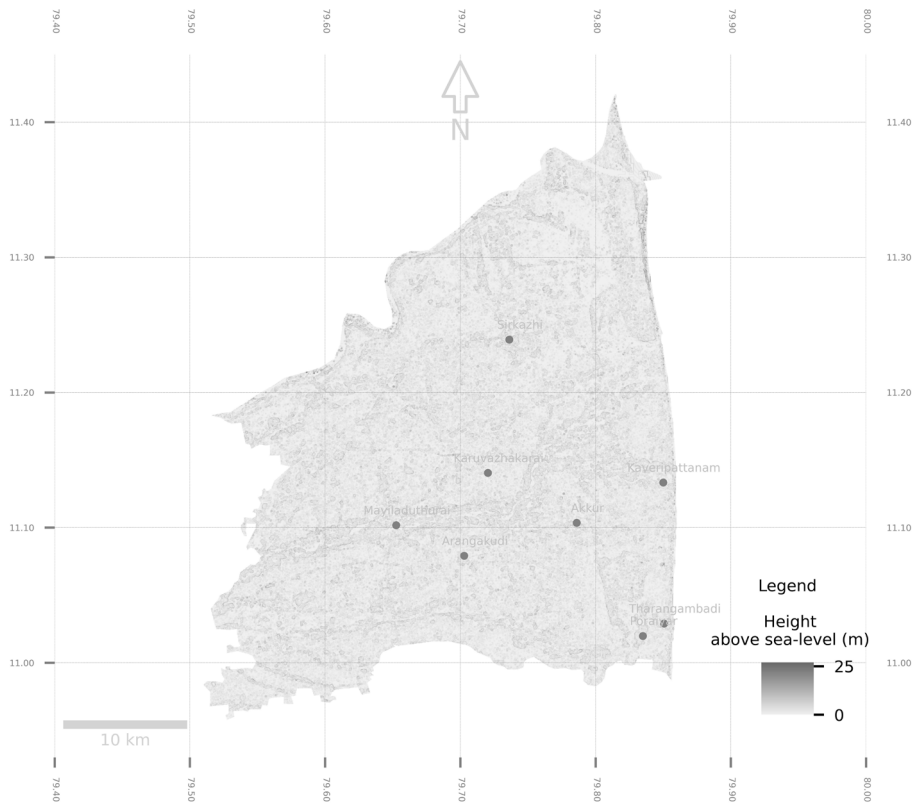 79.40 79.50 79.60 79.70 79.80 79.90 80.00
N
11.40 11.40
11.30 11.30
Sirkazhi
11.20 11.20
Karuvazhakarai
Kaveripattanam
Mayiladuthurai
Akkur
11.10 11.10
Arangakudi
Legend
Tharangambadi
Porayar
Height
above sea-level (m)
11.00 11.00
25
0
10 km
79.40 79.50 79.60 79.70 79.80 79.90 80.00